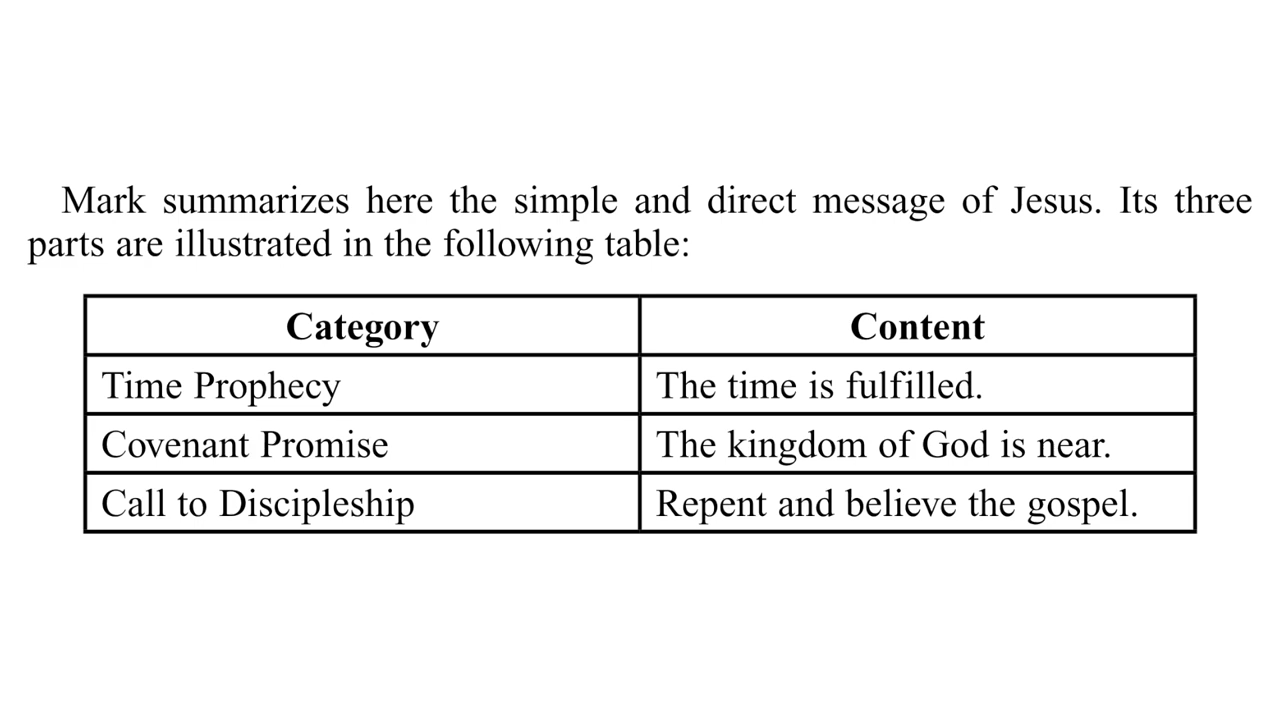 Mark summarizes here the simple and direct message of Jesus. Its three
parts are illustrated in the following table:
Category Content
Time Prophecy The time is fulfilled.
Covenant Promise The kingdom of God is near.
Call to Discipleship Repent and believe the gospel.